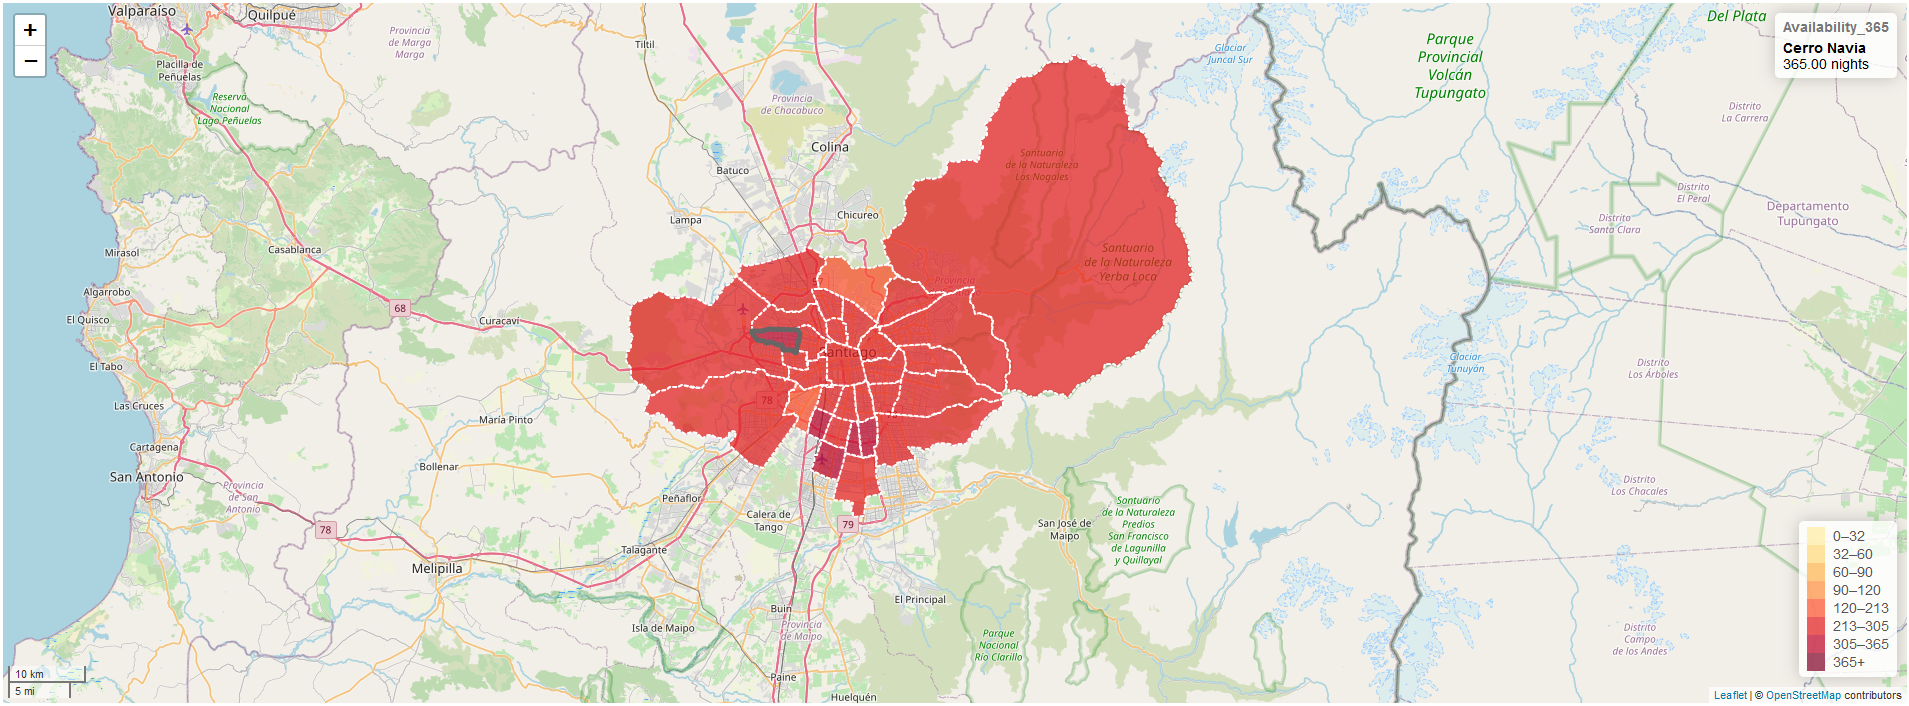 Valparaíso
Quilpué
+
−
Placilla de
Peñuelas
Reserva
Nacional
Lago Peñuelas
Provincia
de Marga
Marga
Tiltil
Provincia
de Chacabuco
Colina
Batuco
Lampa
Chicureo
Glaciar
Juncal Sur
Parque
Provincial
Volcán
Tupungato
Del Plata
Availability_365
Cerro Navia
365.00 nights
Distrito
La Carrera
Distrito
El Peral
Departamento
Tupungato
Distrito
Santa Clara
Santuario
de la Naturaleza
Los Nogales
Santuario
de la Naturaleza
Yerba Loca
Provincia
Mirasol
Casablanca
Algarrobo
El Quisco
68
Curacaví
Santiago
El Tabo
Las Cruces
Cartagena
San Antonio
María Pinto
78
Bollenar
Provincia
de San
Antonio
78
Melipilla
Peñaflor
Calera de
Tango
79
Talagante
Buin
Isla de Maipo
Provincia
de Maipo
Paine
Huelquén
El Principal
San José de
Maipo
Santuario
de la Naturaleza
Predios
San Francisco
de Lagunilla
y Quillayal
Parque
Nacional
Río Clarillo
Glaciar
Tunuyán
Distrito
Los Árboles
Distrito
Los Chacales
Distrito
Campo
de los Andes
0–32
32–60
60–90
90–120
120–213
213–305
305–365
365+
10 km
5 mi
Leaflet | © OpenStreetMap contributors